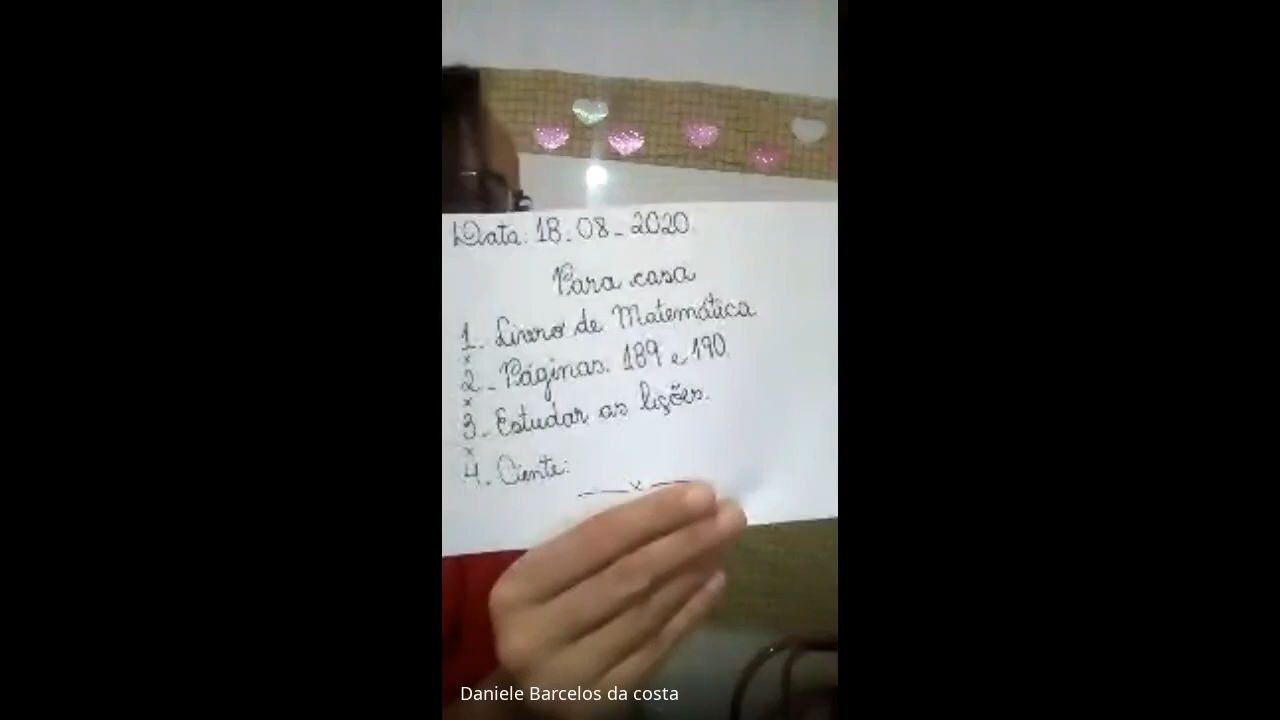 Data: 18-08-2020.
Para casa
1- Livro de Matemática
x
2- Páginas: 189 e 190.
x
3- Estudar as lições.
x
4- Ciente:
— x —
Daniele Barcelos da costa